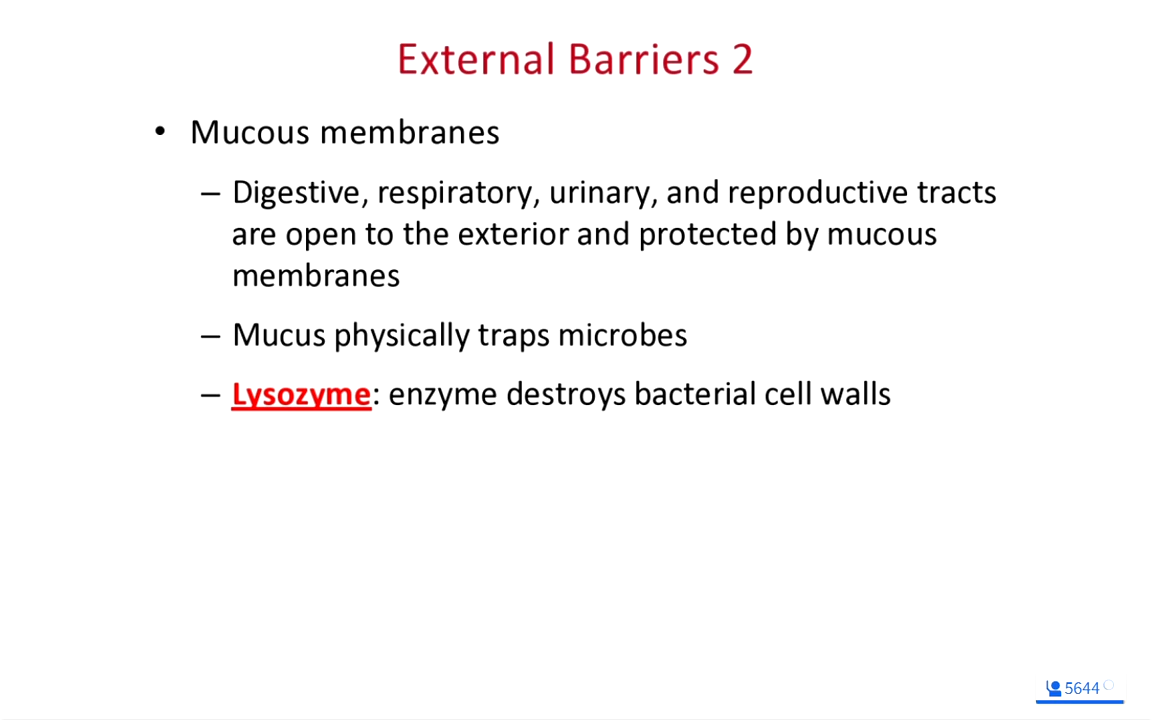 External Barriers 2
• Mucous membranes
– Digestive, respiratory, urinary, and reproductive tracts
are open to the exterior and protected by mucous
membranes
– Mucus physically traps microbes
– Lysozyme: enzyme destroys bacterial cell walls
5644